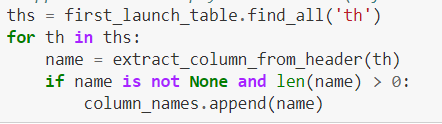 ths = first_launch_table.find_all('th')
for th in ths:
    name = extract_column_from_header(th)
    if name is not None and len(name) > 0:
        column_names.append(name)